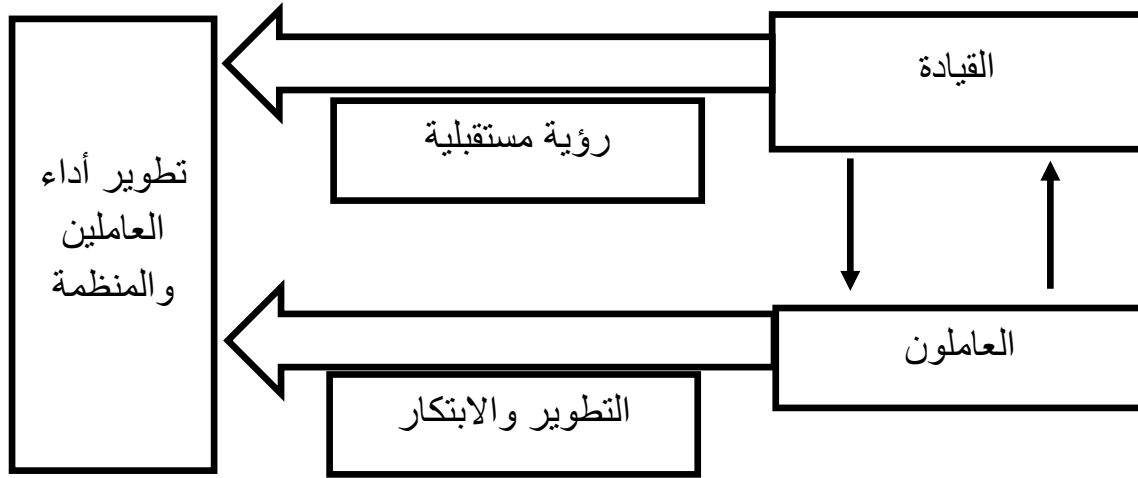 القيادة
رؤية مستقبلية
تطوير أداء
العاملين
والمنظمة
العاملون
التطوير والابتكار